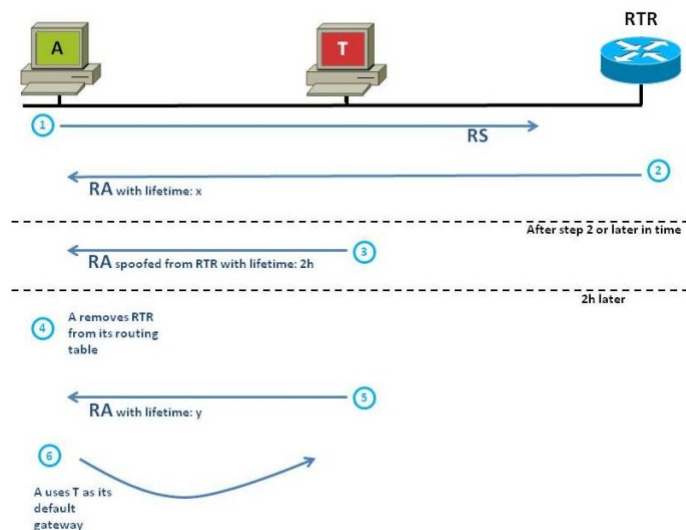 RTR
A
T
1
RS
2
RA with lifetime: x
After step 2 or later in time
3
RA spoofed from RTR with lifetime: 2h
2h later
4
A removes RTR
from its routing
table
5
RA with lifetime: y
6
A uses T as its
default
gateway